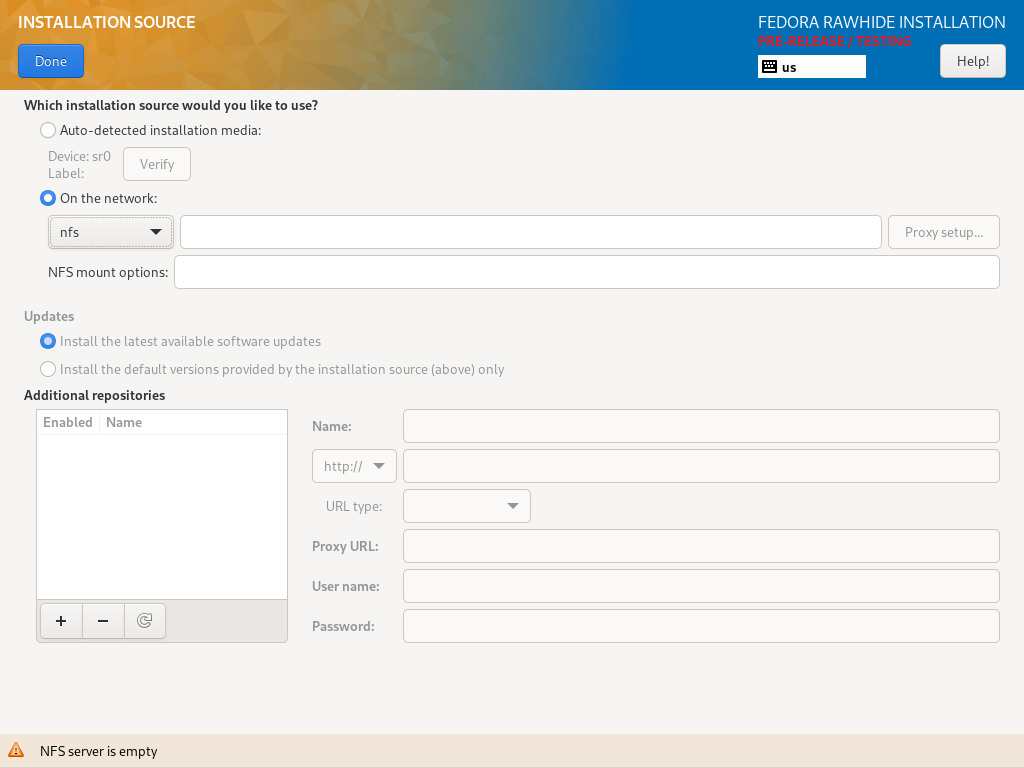 INSTALLATION SOURCE
FEDORA RAWHIDE INSTALLATION
PRE-RELEASE / TESTING
Done
us
Help!
Which installation source would you like to use?
Auto-detected installation media:
Device: sr0
Label:
Verify
On the network:
nfs
Proxy setup...
NFS mount options:
Updates
Install the latest available software updates
Install the default versions provided by the installation source (above) only
Additional repositories
Enabled Name
Name:
http://
URL type:
Proxy URL:
User name:
Password:
NFS server is empty